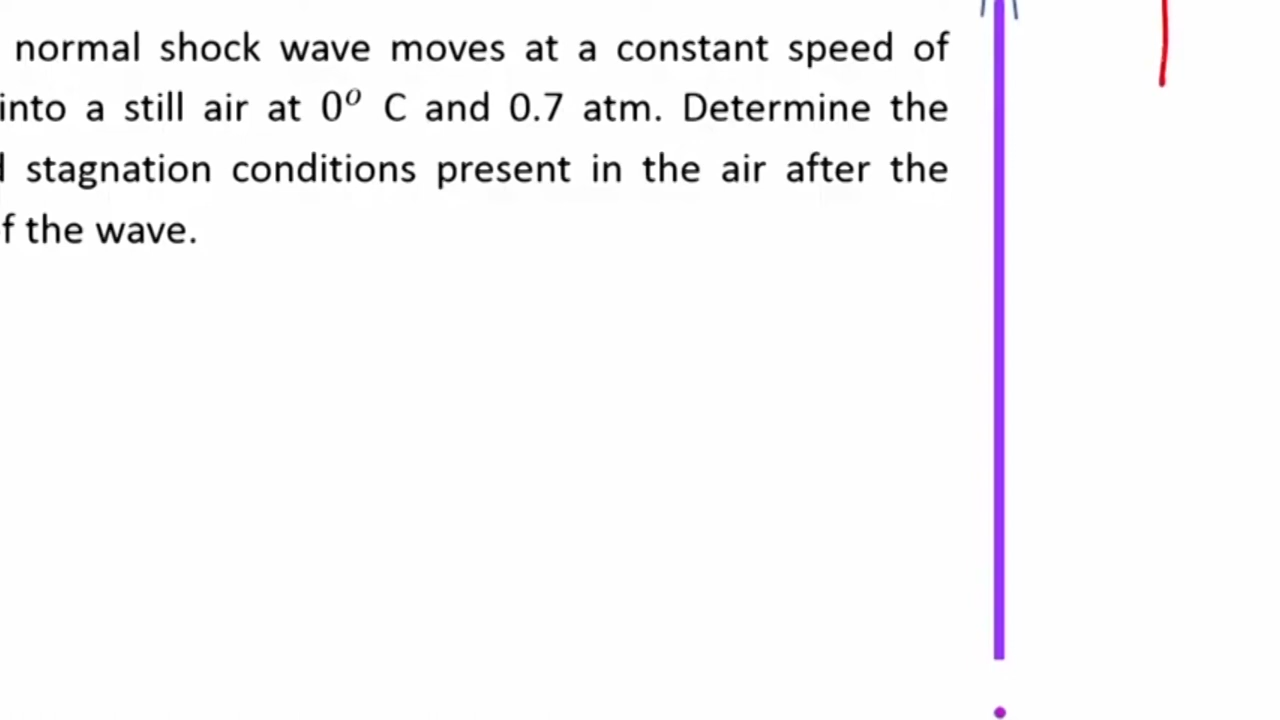 normal shock wave moves at a constant speed of
into a still air at 0° C and 0.7 atm. Determine the
stagnation conditions present in the air after the
the wave.